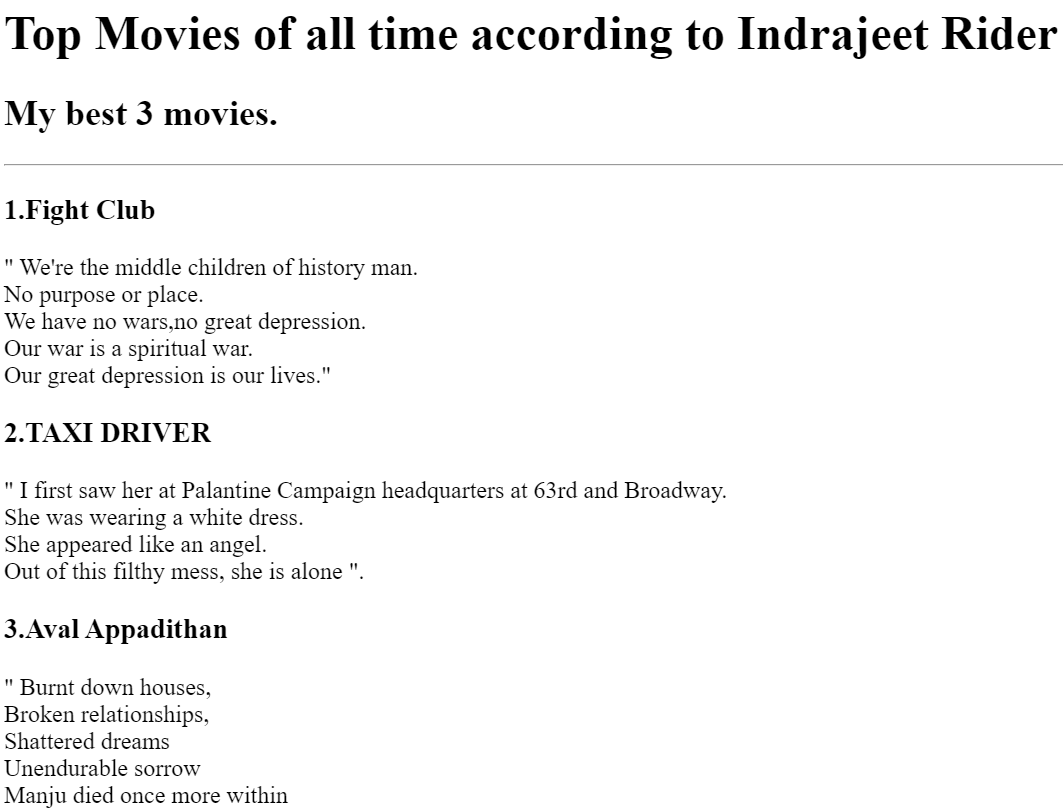 Top Movies of all time according to Indrajeet Rider
My best 3 movies.
1.Fight Club
" We're the middle children of history man.
No purpose or place.
We have no wars,no great depression.
Our war is a spiritual war.
Our great depression is our lives."
2.TAXI DRIVER
" I first saw her at Palantine Campaign headquarters at 63rd and Broadway.
She was wearing a white dress.
She appeared like an angel.
Out of this filthy mess, she is alone ".
3.Aval Appadithan
" Burnt down houses,
Broken relationships,
Shattered dreams
Unendurable sorrow
Manju died once more within